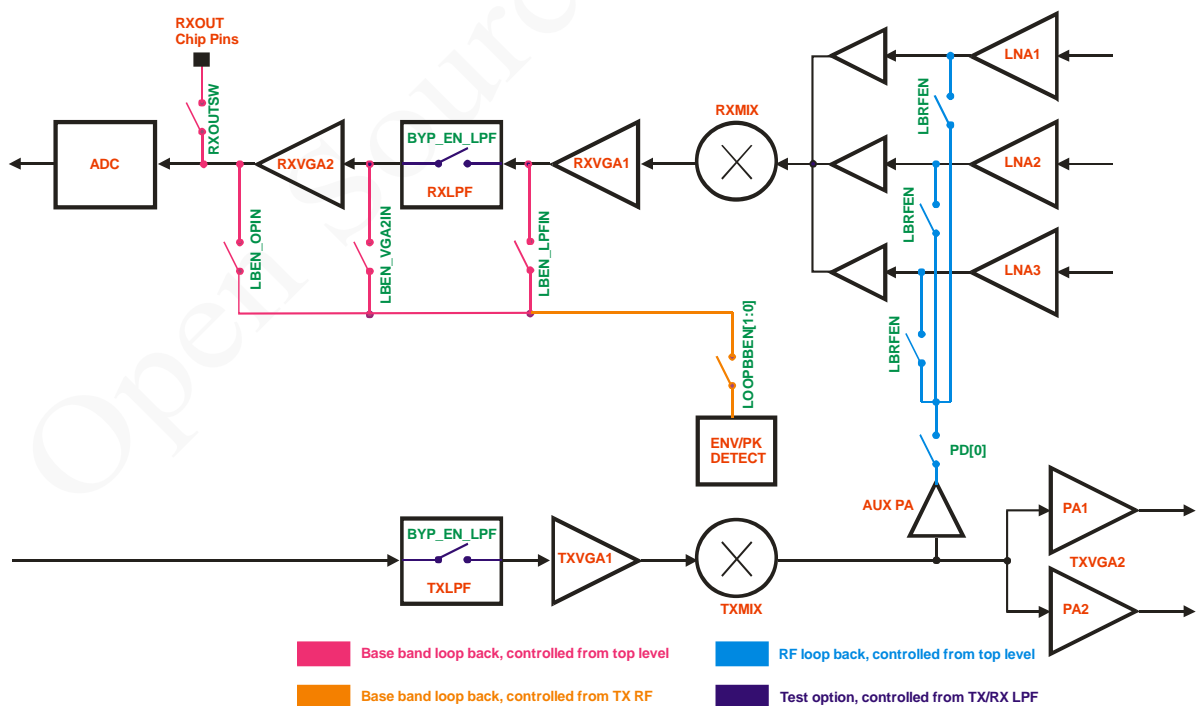 RXOUT
Chip Pins
RXOUTSW
ADC
RXVGA2
BYP_EN_LPF
RXLPF
RXVGA1
RXMIX
LNA1
LNA2
LNA3
LBRFEN
LBRFEN
LBRFEN
LBEN_OPIN
LBEN_VGA2IN
LBEN_LPFIN
LOOPBBEN[1:0]
ENV/PK
DETECT
PD[0]
AUX PA
BYP_EN_LPF
TXLPF
TXVGA1
TXMIX
PA1
TXVGA2
PA2
Base band loop back, controlled from top level
RF loop back, controlled from top level
Base band loop back, controlled from TX RF
Test option, controlled from TX/RX LPF
Open Sourc